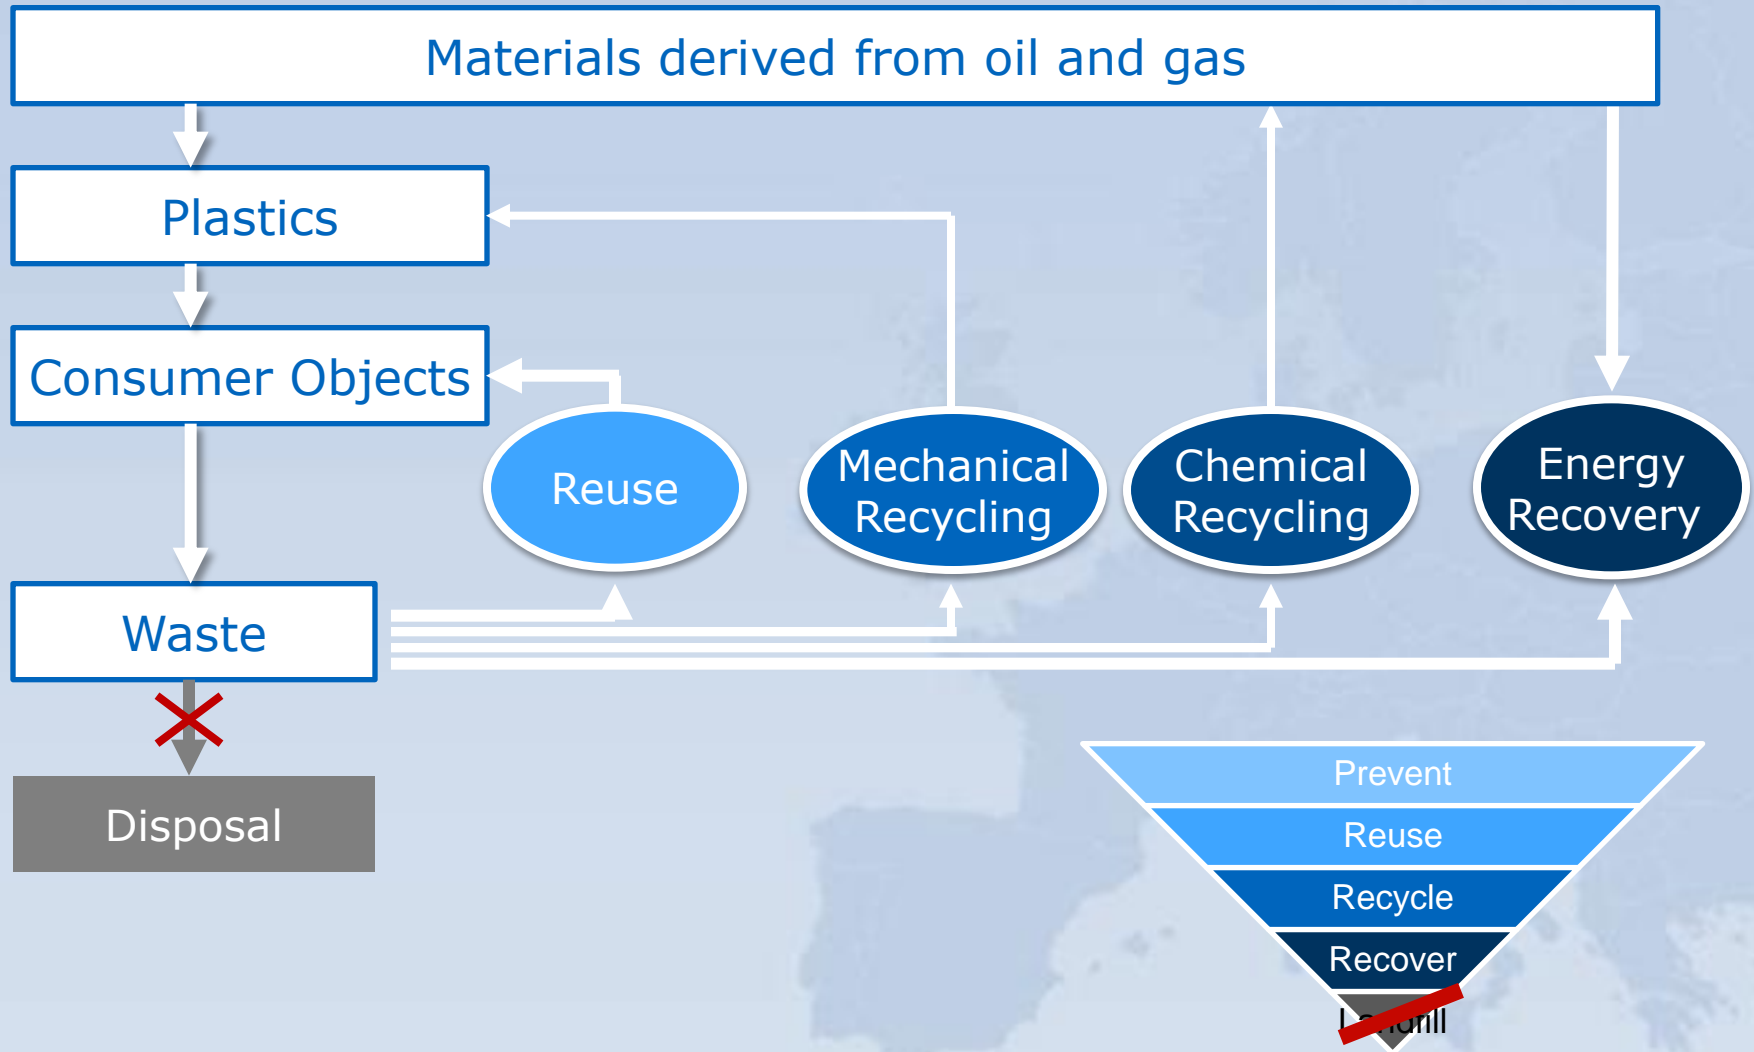 Materials derived from oil and gas
Plastics
Consumer Objects
Reuse
Mechanical
Recycling
Chemical
Recycling
Energy
Recovery
Waste
Disposal
Prevent
Reuse
Recycle
Recover
Landfill